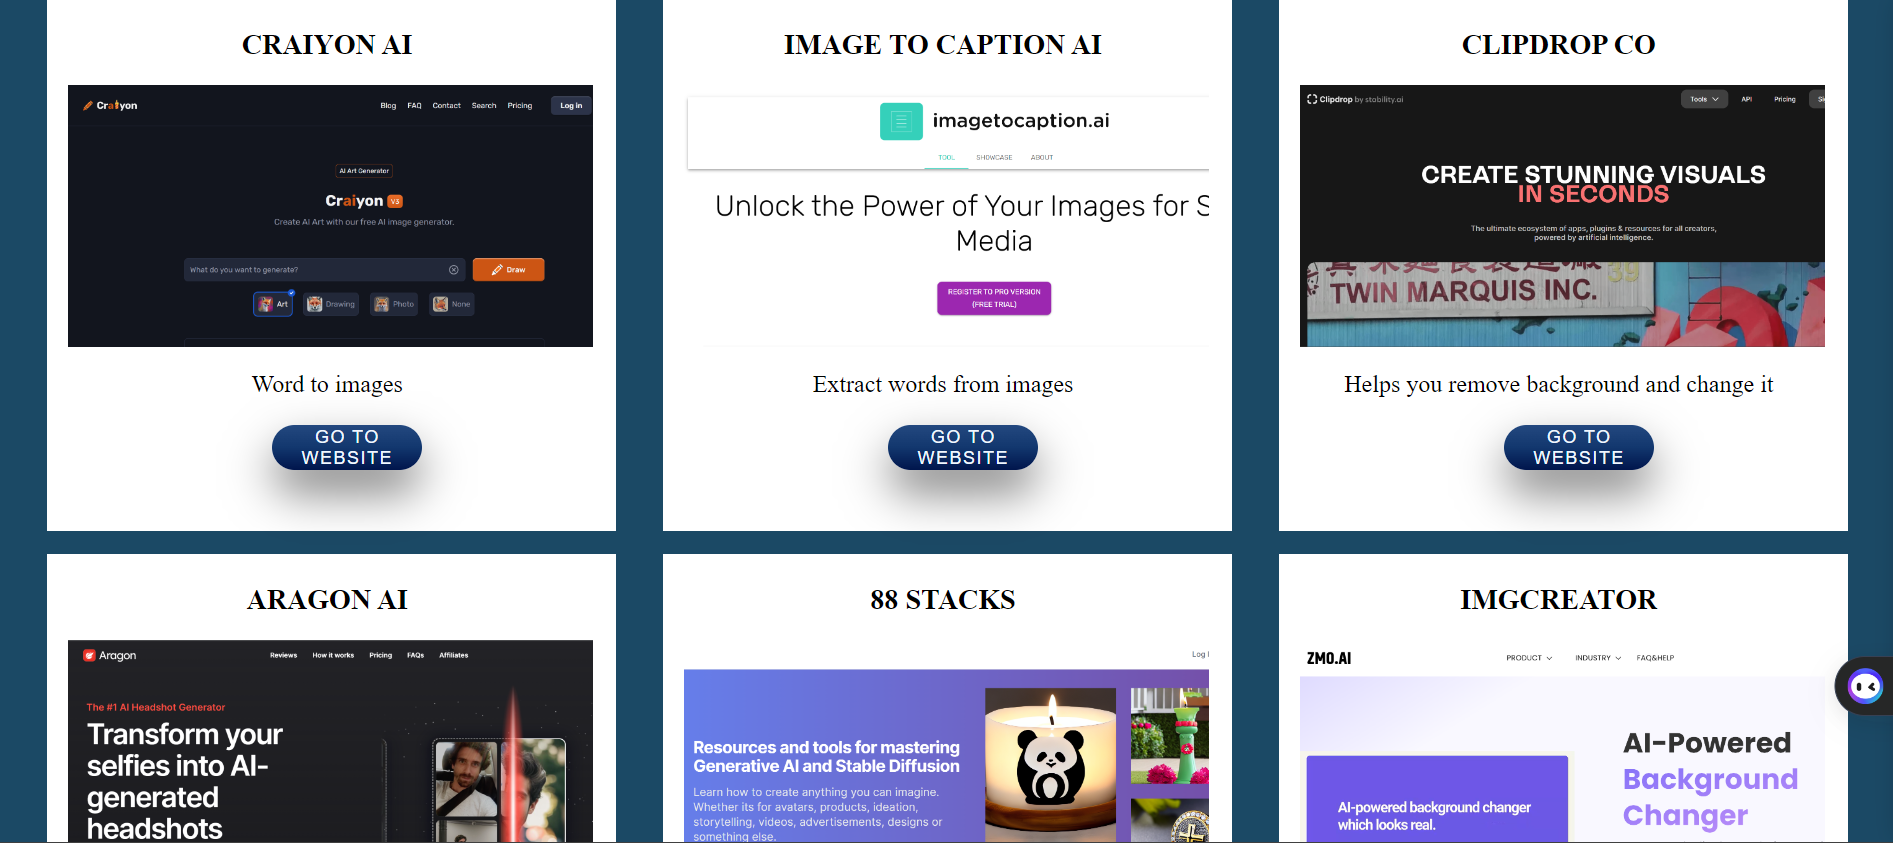 CRAIYON AI
Craiyon
Blog FAQ Contact Search Pricing Log in
AI Art Generator
Craiyon V3
Create AI Art with our free AI image generator.
What do you want to generate?
Draw
Art Drawing Photo None
Word to images
GO TO
WEBSITE
IMAGE TO CAPTION AI
imagetocaption.ai
TOOL SHOWCASE ABOUT
Unlock the Power of Your Images for S
Media
REGISTER TO PRO VERSION
(FREE TRIAL)
Extract words from images
GO TO
WEBSITE
CLIPDROP CO
Clipdrop by stability.ai
Tools API Pricing Si
CREATE STUNNING VISUALS
IN SECONDS
The ultimate ecosystem of apps, plugins & resources for all creators,
powered by artificial intelligence.
39
TWIN MARQUIS INC.
Helps you remove background and change it
GO TO
WEBSITE
ARAGON AI
Aragon
Reviews How it works Pricing FAQs Affiliates
The #1 AI Headshot Generator
Transform your
selfies into AI-
generated
headshots
88 STACKS
Log I
Resources and tools for mastering
Generative AI and Stable Diffusion
Learn how to create anything you can imagine.
Whether its for avatars, products, ideation,
storytelling, videos, advertisements, designs or
something else.
IMGCREATOR
ZMO.AI
PRODUCT INDUSTRY FAQ&HELP
AI-powered background changer
which looks real.
AI-Powered
Background
Changer